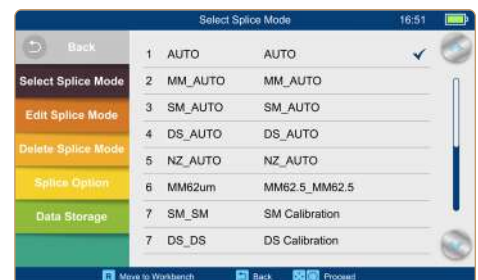 Select Splice Mode 16:51
Back
Select Splice Mode
Edit Splice Mode
Delete Splice Mode
Splice Option
Data Storage
1 AUTO AUTO
2 MM_AUTO MM_AUTO
3 SM_AUTO SM_AUTO
4 DS_AUTO DS_AUTO
5 NZ_AUTO NZ_AUTO
6 MM62um MM62.5_MM62.5
7 SM_SM SM Calibration
7 DS_DS DS Calibration
R Move to Workbench Back Proceed